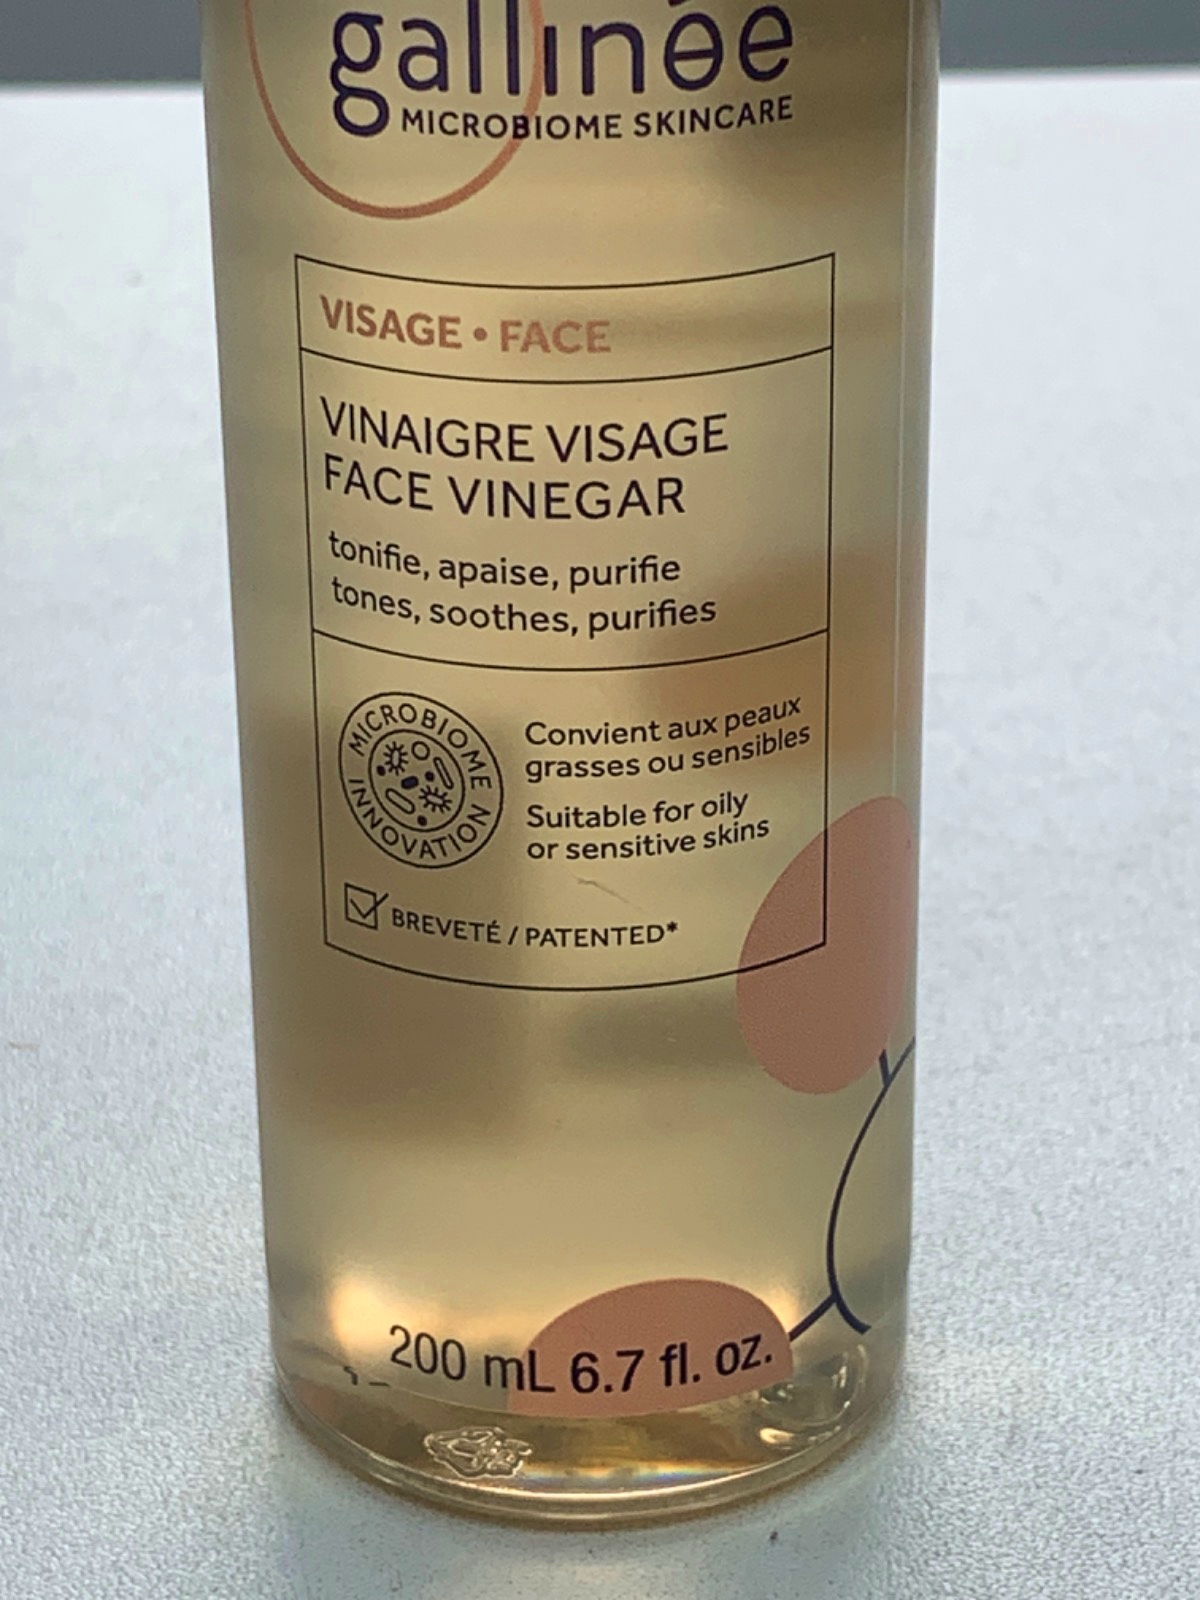 gallinée
MICROBIOME SKINCARE
VISAGE • FACE
VINAIGRE VISAGE
FACE VINEGAR
tonifie, apaise, purifie
tones, soothes, purifies
MICROBIOME
INNOVATION
Convient aux peaux
grasses ou sensibles
Suitable for oily
or sensitive skins
BREVETÉ / PATENTED*
200 mL 6.7 fl. oz.